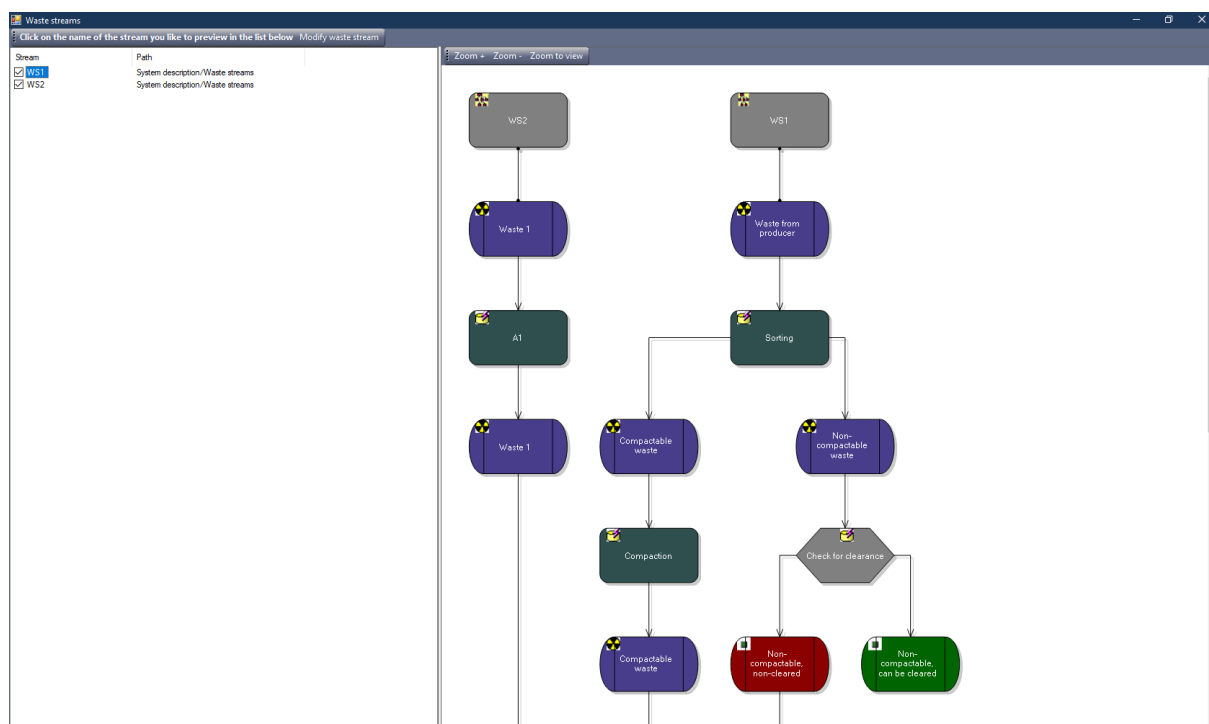 Waste streams
Click on the name of the stream you like to preview in the list below Modify waste stream
Stream Path
WS1 System description/Waste streams
WS2 System description/Waste streams
Zoom + Zoom - Zoom to view
WS2
WS1
Waste 1
Waste from
producer
A1
Sorting
Waste 1
Compactable
waste
Non-
compactable
waste
Compaction
Check for clearance
Compactable
waste
Non-
compactable,
non-cleared
Non-
compactable,
can be cleared